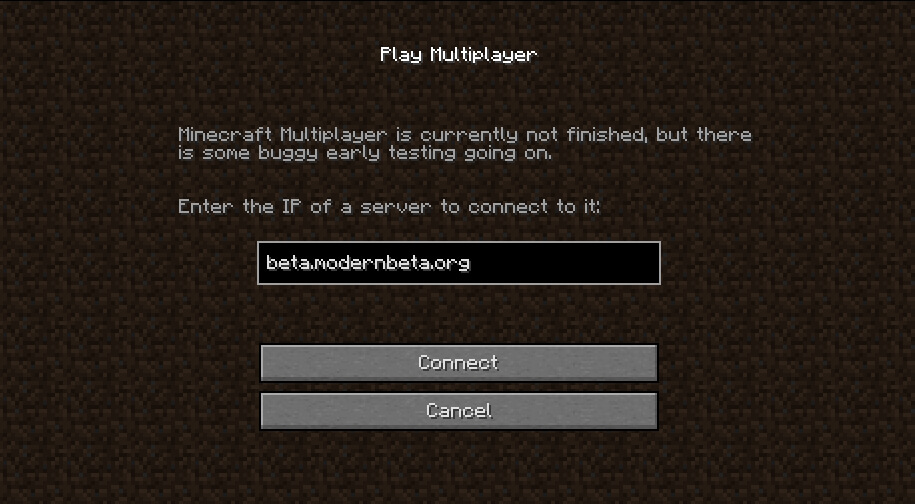 Play Multiplayer
Minecraft Multiplayer is currently not finished, but there
is some buggy early testing going on.
Enter the IP of a server to connect to it:
beta.modernbeta.org
Connect
Cancel